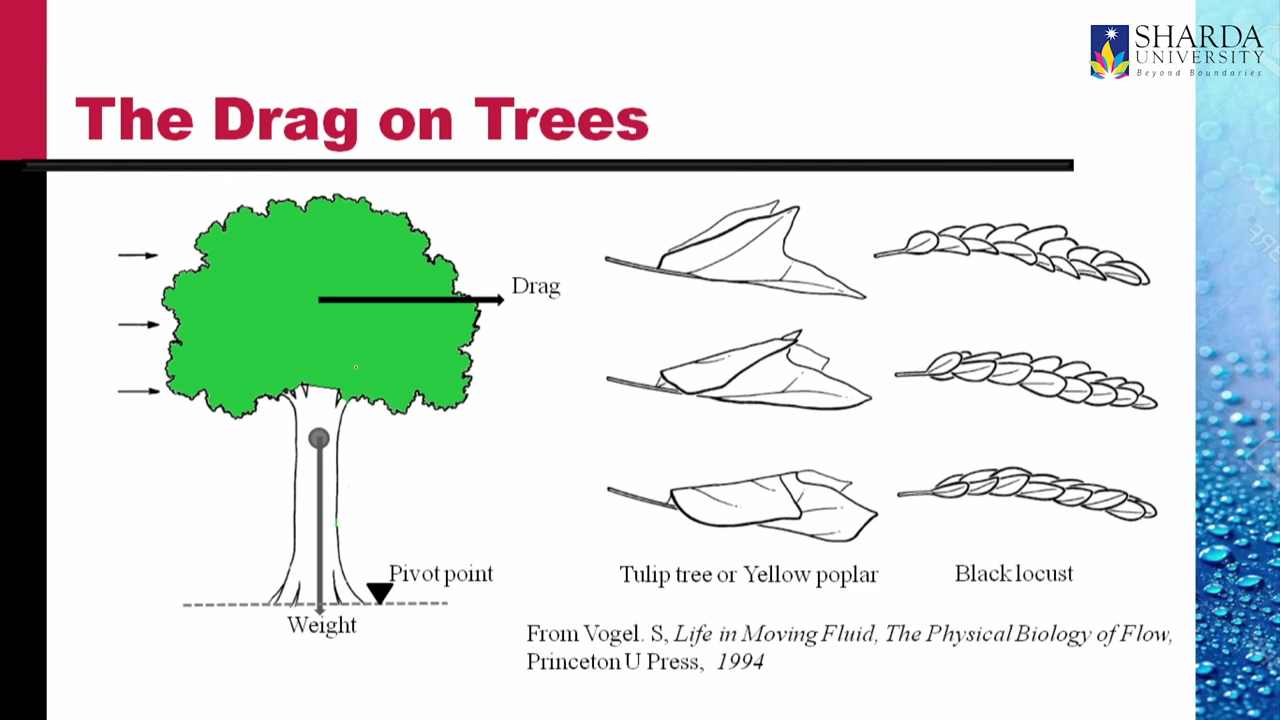 SHARDA
UNIVERSITY
Beyond Boundaries
The Drag on Trees
Drag
Pivot point
Weight
Tulip tree or Yellow poplar
Black locust
From Vogel. S, Life in Moving Fluid, The Physical Biology of Flow,
Princeton U Press, 1994